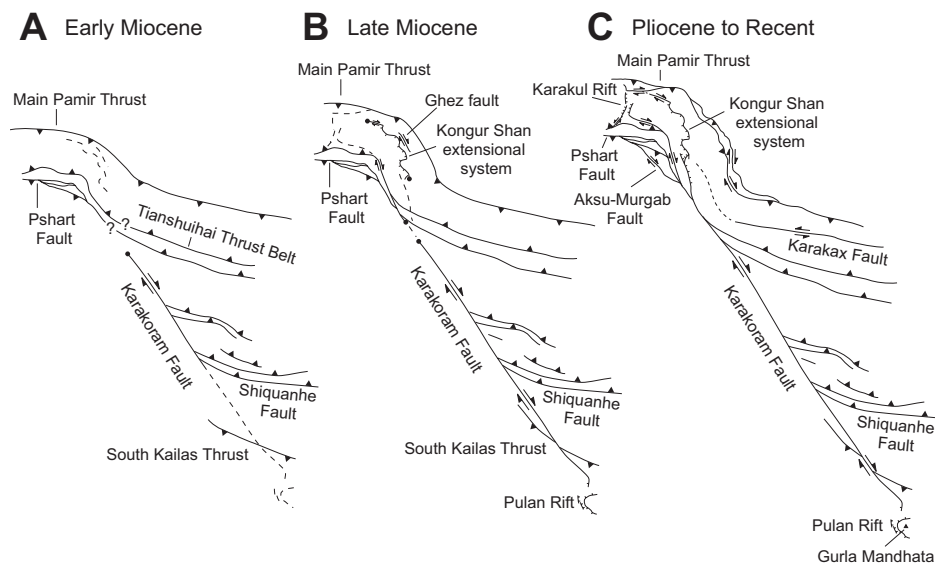 A Early Miocene
Main Pamir Thrust
Pshart
Fault
?
?
Tianshuihai Thrust Belt
Karakoram Fault
Shiquanhe
Fault
South Kailas Thrust
B Late Miocene
Main Pamir Thrust
Ghez fault
Kongur Shan
extensional
system
Pshart
Fault
Karakoram Fault
Shiquanhe
Fault
South Kailas Thrust
Pulan Rift
C Pliocene to Recent
Main Pamir Thrust
Karakul Rift
Kongur Shan
extensional
system
Pshart
Fault
Aksu-Murgab
Fault
Karakax Fault
Karakoram Fault
Shiquanhe
Fault
Pulan Rift
Gurla Mandhata